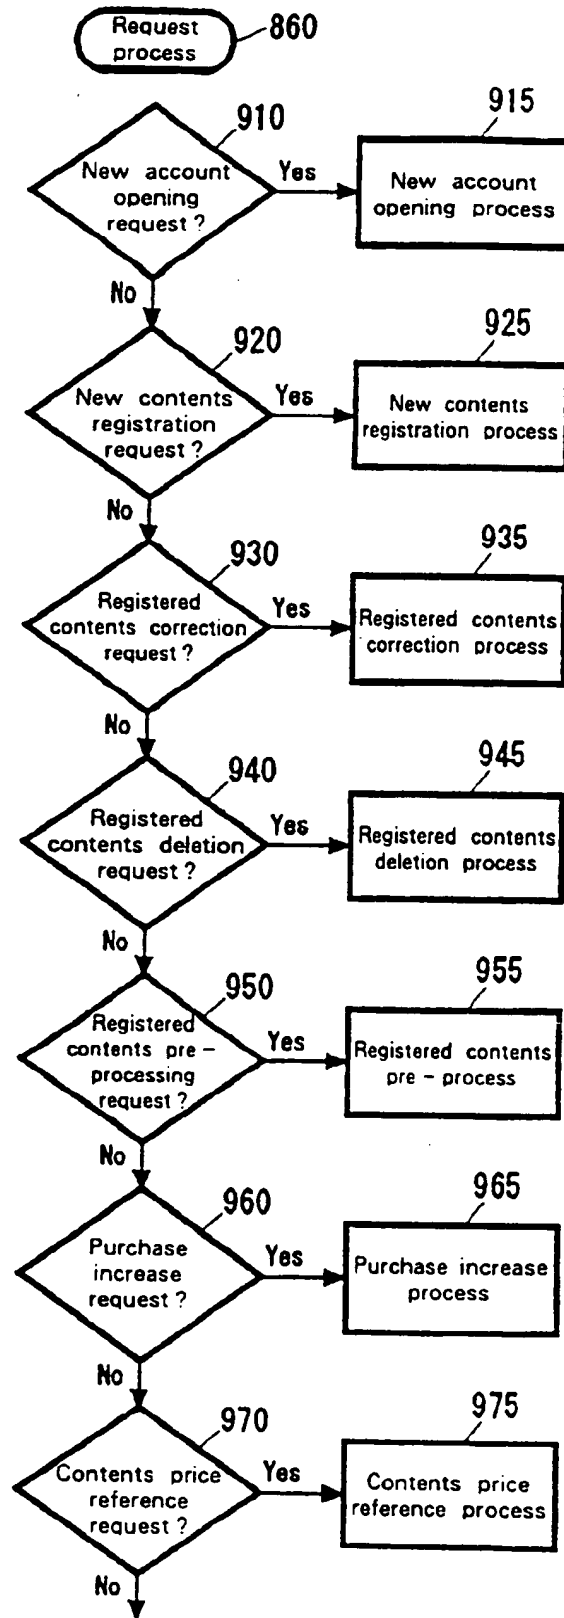 Request
process
860
910
915
New account
opening
request ?
Yes
New account
opening process
No
920
925
New contents
registration
request ?
Yes
New contents
registration process
No
930
935
Registered
contents correction
request ?
Yes
Registered contents
correction process
No
940
945
Registered
contents deletion
request ?
Yes
Registered contents
deletion process
No
950
955
Registered
contents pre -
processing
request ?
Yes
Registered contents
pre - process
No
960
965
Purchase
increase
request ?
Yes
Purchase increase
process
No
970
975
Contents price
reference
request ?
Yes
Contents price
reference process
No